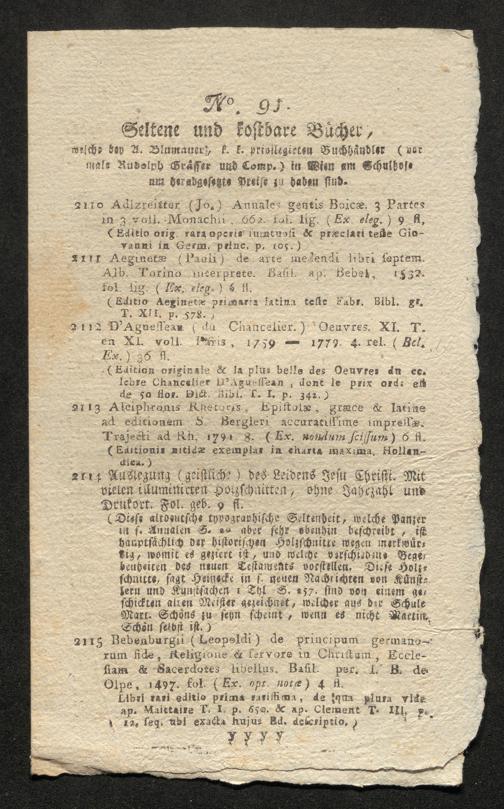 No. 91.
Seltene und kostbare Bücher,
welche bey A. Blumauer, k. k. privilegirten Buchhändler (vor
mals Rudolph Gräffer und Comp.) in Wien am Schulhofe
um herabgesetzte Preise zu haben sind.
2110 Adlzreister (Jo.) Annales gentis Boicæ. 3 Partes
in 3 voll. Monachii, 662. fol. lig. (Ex. eleg.) 9 fl,
(Editio orig. rara operis sumtuosi & præclari teste Gio-
vanni in Germ. princ. p. 105.)
2111 Aeginetæ (Pauli) de arte medendi libri septem.
Alb. Torino interprete. Basil. ap. Bebel, 1532.
fol. lig. (Ex. eleg.) 6 fl.
(Editio Aeginetæ primaria latina teste Fabr. Bibl. gr.
T. XII, p. 578.)
2112 D'Aguesseau (du Chancelier.) Oeuvres. XI. T.
en XI. voll. Paris, 1759 — 1779. 4. rel. (Bel.
Ex.) 36 fl.
(Edition originale & la plus belle des Oeuvres du ce.
lebre Chancelier D'Aguesseau, dont le prix ord: est
de 50 flor. Dict. Bibl. T. I. p. 342.)
2113 Alciphronis Rhetoris, Epistolæ, græce & latine
ad editionem S. Bergleri accuratissime impressæ.
Trajecti ad Rh. 1791. 8. (Ex. nondum scissum) 6 fl.
(Editionis nitidæ exemplar in charta maxima, Hollan-
dica.)
2114 Auslegung (geistliche) des Leidens Jesu Christi. Mit
vielen illuminirten Holzschnitten, ohne Jahrzahl und
Drukort. Fol. geb. 9 fl.
(Diese altdeutsche typographische Seltenheit, welche Panzer
in s. Annalen S. aber sehr obenhin beschreibt, ist
hauptsächlich der historischen Holzschnitte wegen merkwür-
dig, womit es geziert ist, und welche verschiedene Bege-
benheiten des neuen Testaments vorstellen. Diese Holz-
schnitte, sagt Heinecke in s. neuen Nachrichten von Künst-
lern und Kunstsachen 1 Thl. S. 257. sind von einem ge-
schickten alten Meister gezeichnet, welcher aus der Schule
Mart. Schöns zu seyn scheint, wenn es nicht Martin
Schön selbst ist.)
2115 Bebenburgii (Leopoldi) de principum germano-
rum fide, Religione & fervore in Christum, Eccle-
siam & Sacerdotes libellus. Basil. per. I. B. de
Olpe, 1497. fol. (Ex. opt. notæ) 4 fl.
Libri rari editio prima rarissima, de qua plura vide
ap. Maittaire T. I. p. 650. & ap. Clement T. III, p.
12. seq. ubi exacta hujus Ed. descriptio.)
Y y y y